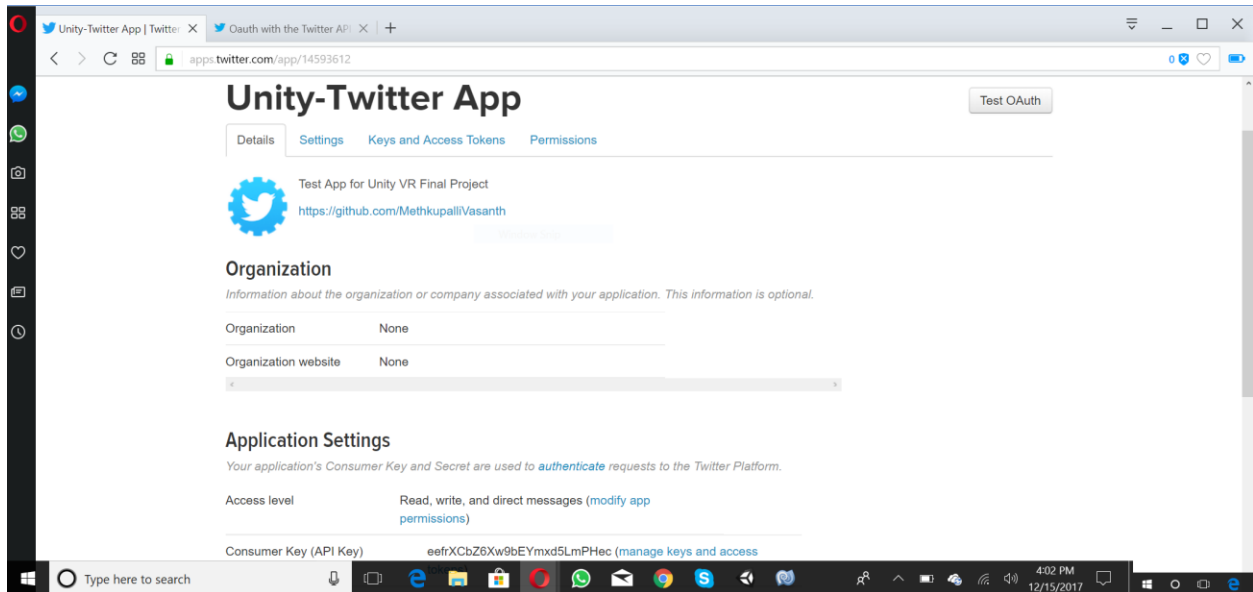 Unity-Twitter App | Twitter
Oauth with the Twitter API
apps.twitter.com/app/14593612
0
Unity-Twitter App
Test OAuth
Details Settings Keys and Access Tokens Permissions
Test App for Unity VR Final Project
https://github.com/MethkupalliVasanth
Organization
Information about the organization or company associated with your application. This information is optional.
Organization None
Organization website None
Application Settings
Your application's Consumer Key and Secret are used to authenticate requests to the Twitter Platform.
Access level Read, write, and direct messages (modify app
permissions)
Consumer Key (API Key) eefrXCbZ6Xw9bEYmxd5LmPHec (manage keys and access
Type here to search
4:02 PM
12/15/2017